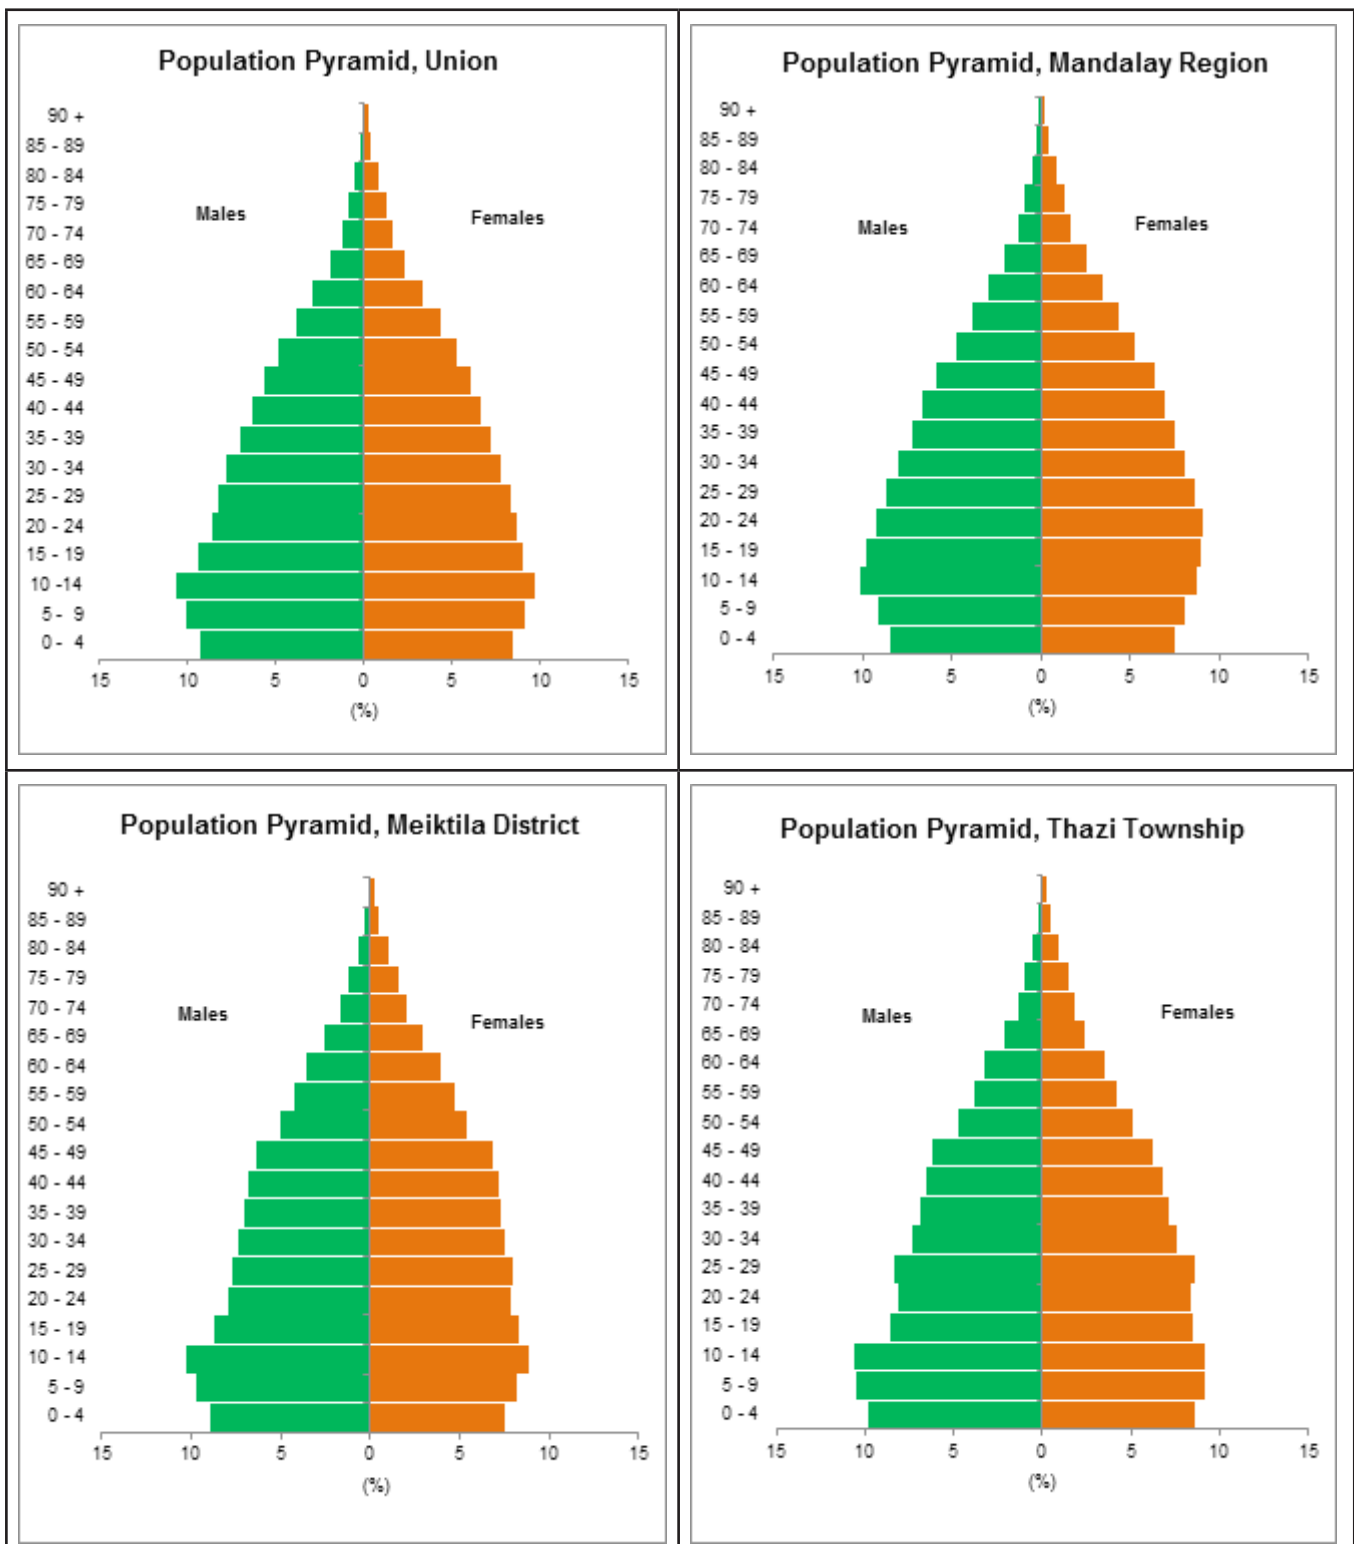 Population Pyramid, Union
90 +
85 - 89
80 - 84
75 - 79
70 - 74
65 - 69
60 - 64
55 - 59
50 - 54
45 - 49
40 - 44
35 - 39
30 - 34
25 - 29
20 - 24
15 - 19
10 -14
5 - 9
0 - 4
Males
Females
15 10 5 0 5 10 15
(%)
Population Pyramid, Mandalay Region
90 +
85 - 89
80 - 84
75 - 79
70 - 74
65 - 69
60 - 64
55 - 59
50 - 54
45 - 49
40 - 44
35 - 39
30 - 34
25 - 29
20 - 24
15 - 19
10 - 14
5 - 9
0 - 4
Males
Females
15 10 5 0 5 10 15
(%)
Population Pyramid, Meiktila District
90 +
85 - 89
80 - 84
75 - 79
70 - 74
65 - 69
60 - 64
55 - 59
50 - 54
45 - 49
40 - 44
35 - 39
30 - 34
25 - 29
20 - 24
15 - 19
10 - 14
5 - 9
0 - 4
Males
Females
15 10 5 0 5 10 15
(%)
Population Pyramid, Thazi Township
90 +
85 - 89
80 - 84
75 - 79
70 - 74
65 - 69
60 - 64
55 - 59
50 - 54
45 - 49
40 - 44
35 - 39
30 - 34
25 - 29
20 - 24
15 - 19
10 - 14
5 - 9
0 - 4
Males
Females
15 10 5 0 5 10 15
(%)